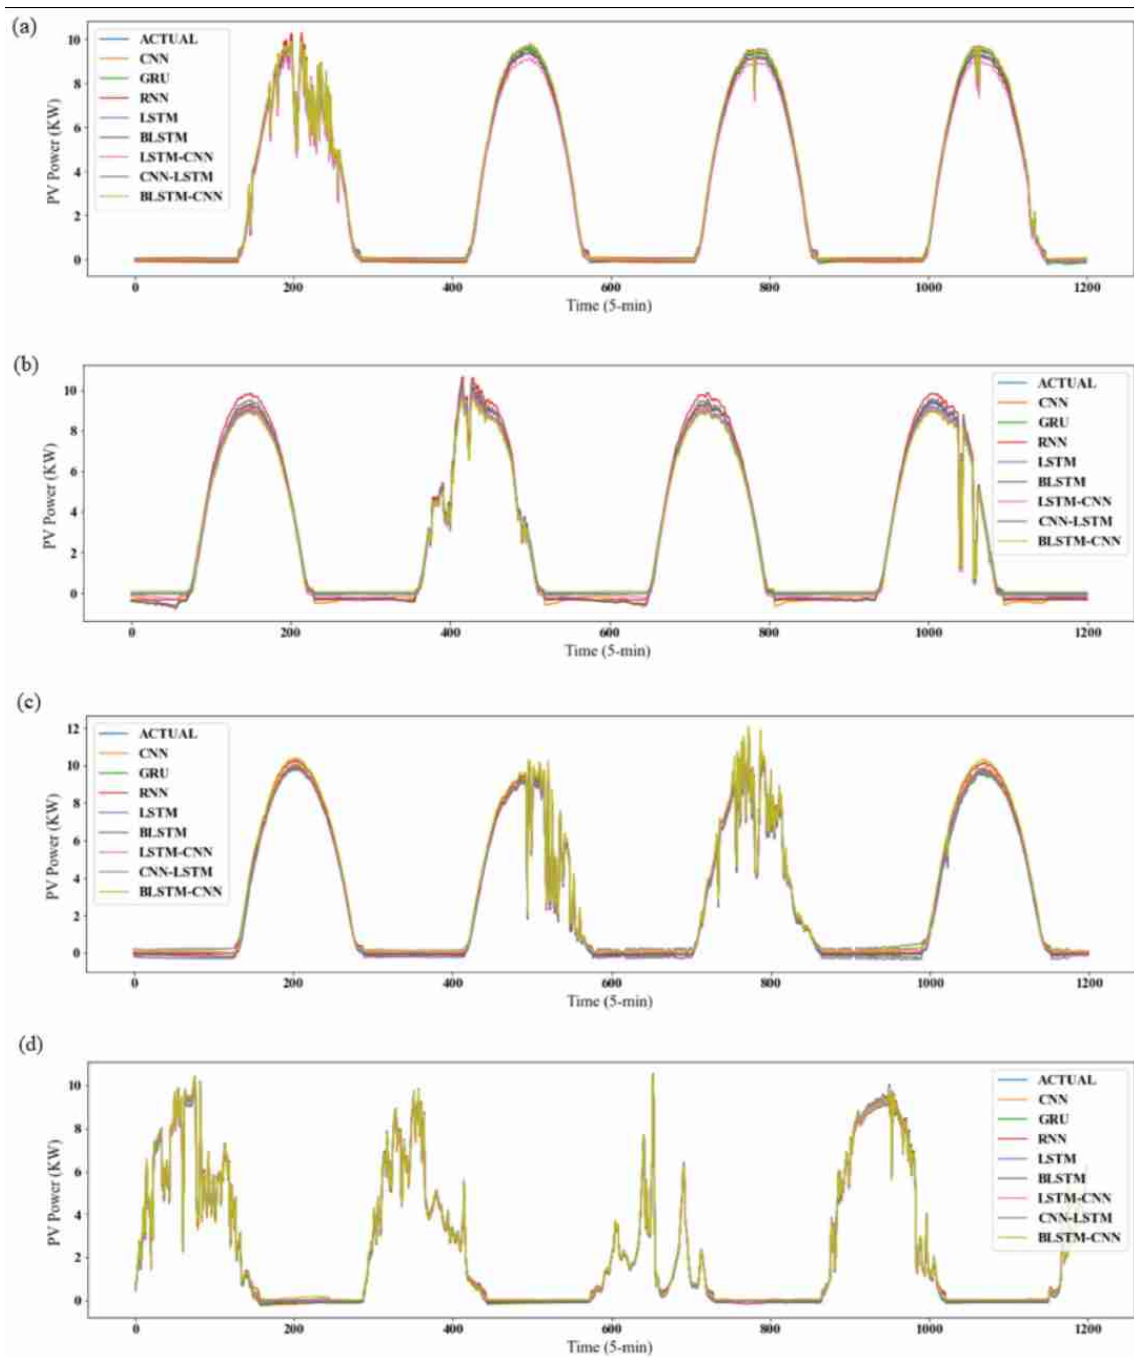 (a)
10
8
6
4
2
0
PV Power (KW)
ACTUAL
CNN
GRU
RNN
LSTM
BLSTM
LSTM-CNN
CNN-LSTM
BLSTM-CNN
0 200 400 600 800 1000 1200
Time (5-min)
(b)
10
8
6
4
2
0
PV Power (KW)
ACTUAL
CNN
GRU
RNN
LSTM
BLSTM
LSTM-CNN
CNN-LSTM
BLSTM-CNN
0 200 400 600 800 1000 1200
Time (5-min)
(c)
12
10
8
6
4
2
0
PV Power (KW)
ACTUAL
CNN
GRU
RNN
LSTM
BLSTM
LSTM-CNN
CNN-LSTM
BLSTM-CNN
0 200 400 600 800 1000 1200
Time (5-min)
(d)
10
8
6
4
2
0
PV Power (KW)
ACTUAL
CNN
GRU
RNN
LSTM
BLSTM
LSTM-CNN
CNN-LSTM
BLSTM-CNN
0 200 400 600 800 1000 1200
Time (5-min)